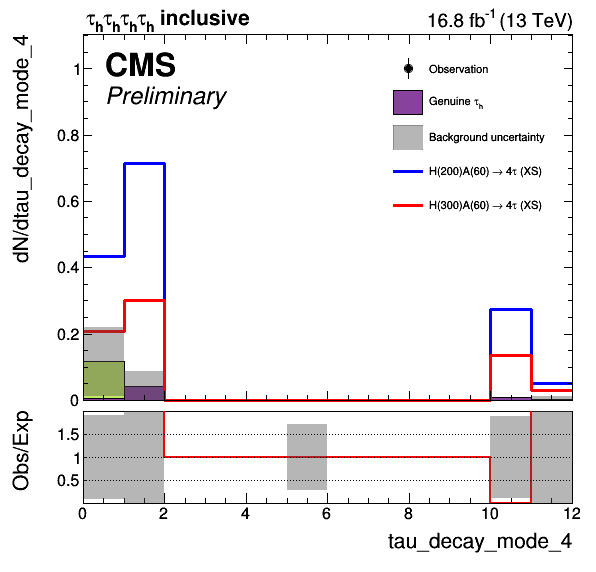 τhτhτhτh inclusive
16.8 fb-1 (13 TeV)
dN/dtau_decay_mode_4
CMS
Preliminary
Observation
Genuine τh
Background uncertainty
H(200)A(60) → 4τ (XS)
H(300)A(60) → 4τ (XS)
1
0.8
0.6
0.4
0.2
0
Obs/Exp
1.5
1
0.5
0 2 4 6 8 10 12
tau_decay_mode_4